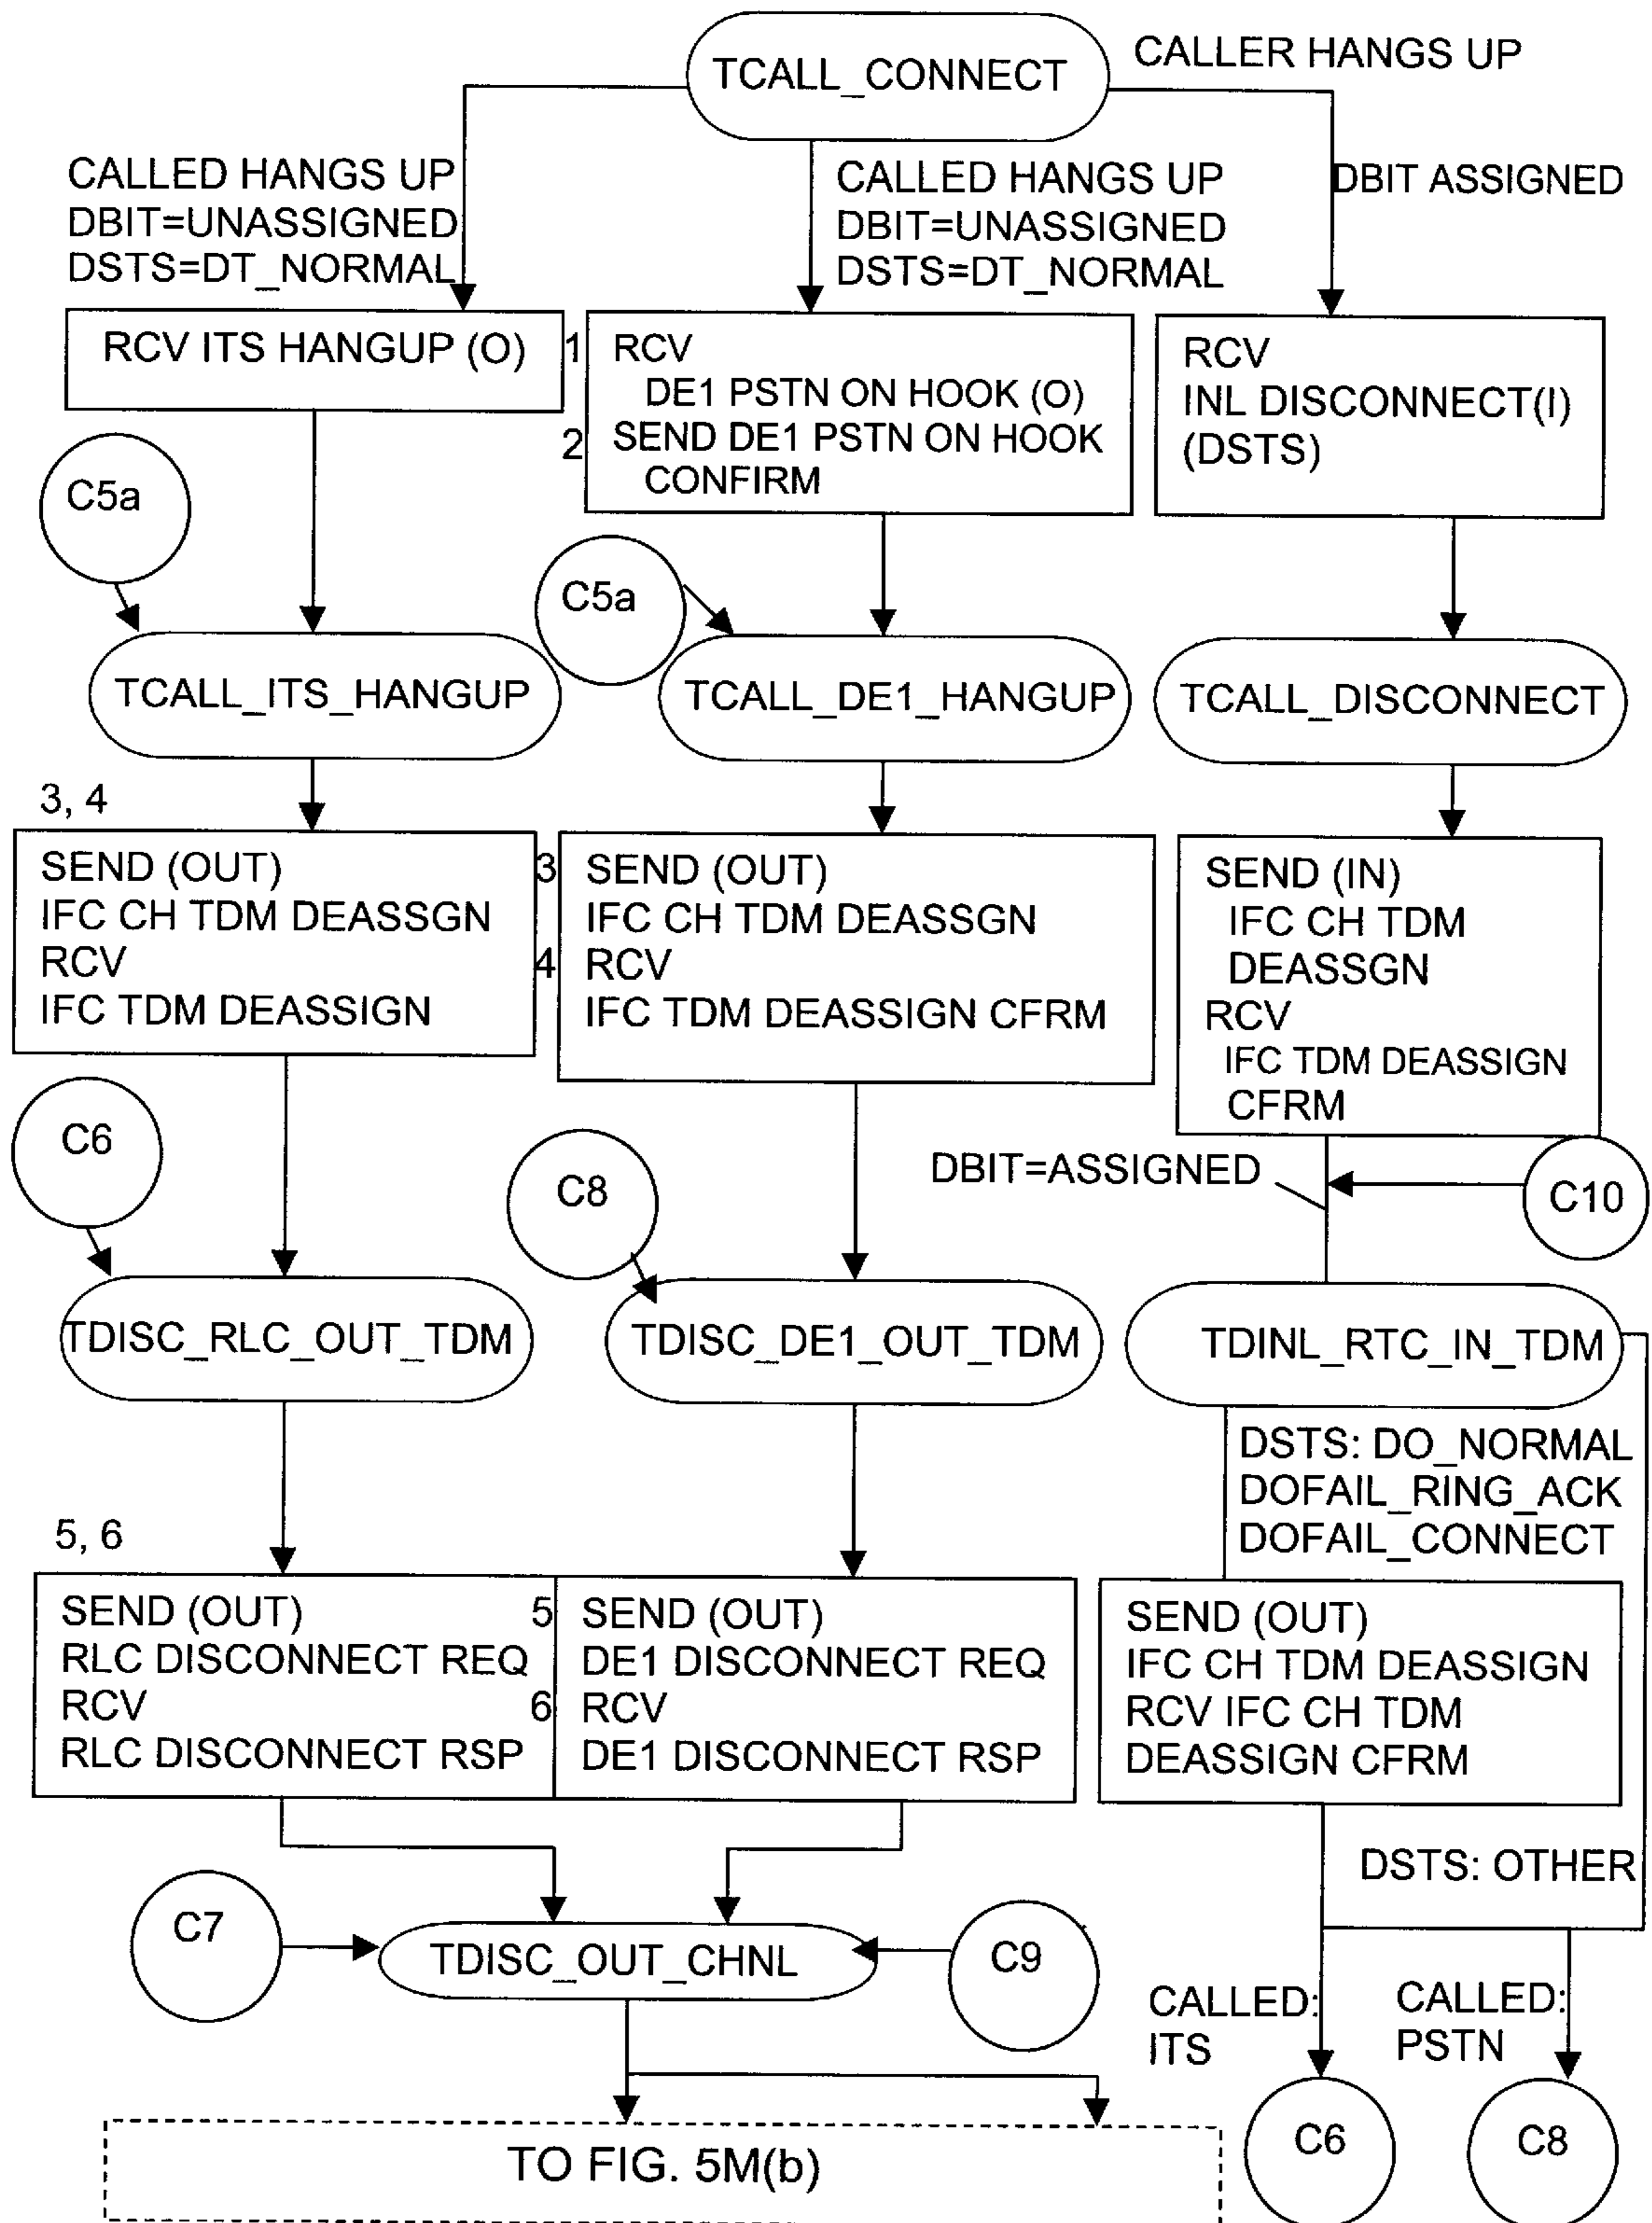 TCALL_CONNECT
CALLER HANGS UP
CALLED HANGS UP
DBIT=UNASSIGNED
DSTS=DT_NORMAL
CALLED HANGS UP
DBIT=UNASSIGNED
DSTS=DT_NORMAL
DBIT ASSIGNED
RCV ITS HANGUP (O)
1
RCV
DE1 PSTN ON HOOK (O)
2
SEND DE1 PSTN ON HOOK
CONFIRM
RCV
INL DISCONNECT(I)
(DSTS)
C5a
C5a
TCALL_ITS_HANGUP
TCALL_DE1_HANGUP
TCALL_DISCONNECT
3, 4
SEND (OUT)
IFC CH TDM DEASSGN
RCV
IFC TDM DEASSIGN
3
SEND (OUT)
IFC CH TDM DEASSGN
4
RCV
IFC TDM DEASSIGN CFRM
SEND (IN)
IFC CH TDM
DEASSGN
RCV
IFC TDM DEASSIGN
CFRM
C6
C8
DBIT=ASSIGNED
C10
TDISC_RLC_OUT_TDM
TDISC_DE1_OUT_TDM
TDINL_RTC_IN_TDM
DSTS: DO_NORMAL
DOFAIL_RING_ACK
DOFAIL_CONNECT
5, 6
SEND (OUT)
RLC DISCONNECT REQ
RCV
RLC DISCONNECT RSP
5
SEND (OUT)
DE1 DISCONNECT REQ
6
RCV
DE1 DISCONNECT RSP
SEND (OUT)
IFC CH TDM DEASSIGN
RCV IFC CH TDM
DEASSIGN CFRM
DSTS: OTHER
C7
TDISC_OUT_CHNL
C9
CALLED:
ITS
CALLED:
PSTN
TO FIG. 5M(b)
C6
C8